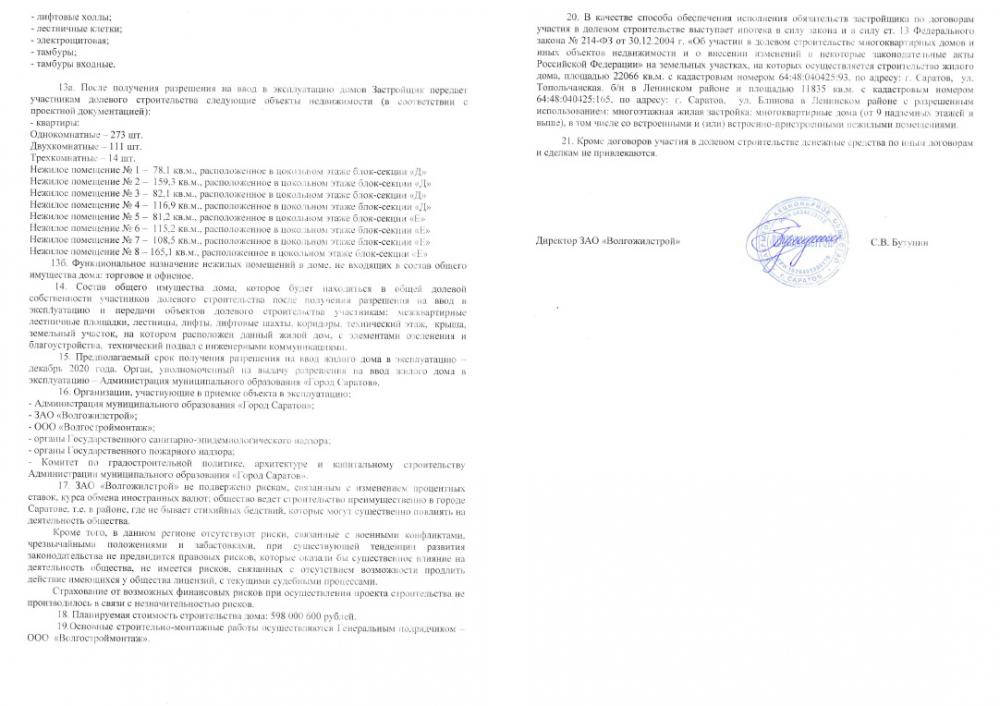 - лифтовые холлы;
- лестничные клетки;
- электрощитовая;
- тамбуры;
- тамбуры входные.
13а. После получения разрешения на ввод в эксплуатацию домов Застройщик передает
участникам долевого строительства следующие объекты недвижимости (в соответствии с
проектной документацией):
- квартиры:
Однокомнатные – 273 шт.
Двухкомнатные – 111 шт.
Трехкомнатные – 14 шт.
Нежилое помещение № 1 – 78,1 кв.м., расположенное в цокольном этаже блок-секции «Д»
Нежилое помещение № 2 – 159,3 кв.м., расположенное в цокольном этаже блок-секции «Д»
Нежилое помещение № 3 – 82,1 кв.м., расположенное в цокольном этаже блок-секции «Д»
Нежилое помещение № 4 – 116,9 кв.м., расположенное в цокольном этаже блок-секции «Д»
Нежилое помещение № 5 – 81,2 кв.м., расположенное в цокольном этаже блок-секции «Е»
Нежилое помещение № 6 – 115,2 кв.м., расположенное в цокольном этаже блок-секции «Е»
Нежилое помещение № 7 – 108,5 кв.м., расположенное в цокольном этаже блок-секции «Е»
Нежилое помещение № 8 – 165,1 кв.м., расположенное в цокольном этаже блок-секции «Е»
13б. Функциональное назначение нежилых помещений в доме, не входящих в состав общего
имущества дома: торговое и офисное.
14. Состав общего имущества дома, которое будет находиться в общей долевой
собственности участников долевого строительства после получения разрешения на ввод в
эксплуатацию и передачи объектов долевого строительства участникам: межквартирные
лестничные площадки, лестницы, лифты, лифтовые шахты, коридоры, технический этаж, крыша,
земельный участок, на котором расположен данный жилой дом, с элементами озеленения и
благоустройства, технический подвал с инженерными коммуникациями.
15. Предполагаемый срок получения разрешения на ввод жилого дома в эксплуатацию –
декабрь 2020 года. Орган, уполномоченный на выдачу разрешения на ввод жилого дома в
эксплуатацию – Администрация муниципального образования «Город Саратов».
16. Организации, участвующие в приемке объекта в эксплуатацию:
- Администрация муниципального образования «Город Саратов»;
- ЗАО «Волгожилстрой»;
- ООО «Волгостроймонтаж»;
- органы Государственного санитарно-эпидемиологического надзора;
- органы Государственного пожарного надзора;
- Комитет по градостроительной политике, архитектуре и капитальному строительству
Администрации муниципального образования «Город Саратов».
17. ЗАО «Волгожилстрой» не подвержено рискам, связанным с изменением процентных
ставок, курса обмена иностранных валют; общество ведет строительство преимущественно в городе
Саратове, т.е. в районе, где не бывает стихийных бедствий, которые могут существенно повлиять на
деятельность общества.
Кроме того, в данном регионе отсутствуют риски, связанные с военными конфликтами,
чрезвычайными положениями и забастовками, при существующей тенденции развития
законодательства не предвидится правовых рисков, которые оказали бы существенное влияние на
деятельность общества, не имеется рисков, связанных с отсутствием возможности продлить
действие имеющихся у общества лицензий, с текущими судебными процессами.
Страхование от возможных финансовых рисков при осуществлении проекта строительства не
производилось в связи с незначительностью рисков.
18. Планируемая стоимость строительства дома: 598 000 600 рублей.
19.Основные строительно-монтажные работы осуществляются Генеральным подрядчиком –
ООО «Волгостроймонтаж».
20. В качестве способа обеспечения исполнения обязательств застройщика по договорам
участия в долевом строительстве выступает ипотека в силу закона и в силу ст. 13 Федерального
закона № 214-ФЗ от 30.12.2004 г. «Об участии в долевом строительстве многоквартирных домов и
иных объектов недвижимости и о внесении изменений в некоторые законодательные акты
Российской Федерации» на земельных участках, на которых осуществляется строительство жилого
дома, площадью 22066 кв.м. с кадастровым номером 64:48:040425:93, по адресу: г. Саратов, ул.
Топольчанская, б/н в Ленинском районе и площадью 11835 кв.м. с кадастровым номером
64:48:040425:165, по адресу: г. Саратов, ул. Блинова в Ленинском районе с разрешенным
использованием: многоэтажная жилая застройка: многоквартирные дома (от 9 надземных этажей и
выше), в том числе со встроенными и (или) встроенно-пристроенными нежилыми помещениями.
21. Кроме договоров участия в долевом строительстве денежные средства по иным договорам
и сделкам не привлекаются.
Директор ЗАО «Волгожилстрой»
С.В. Бутунин